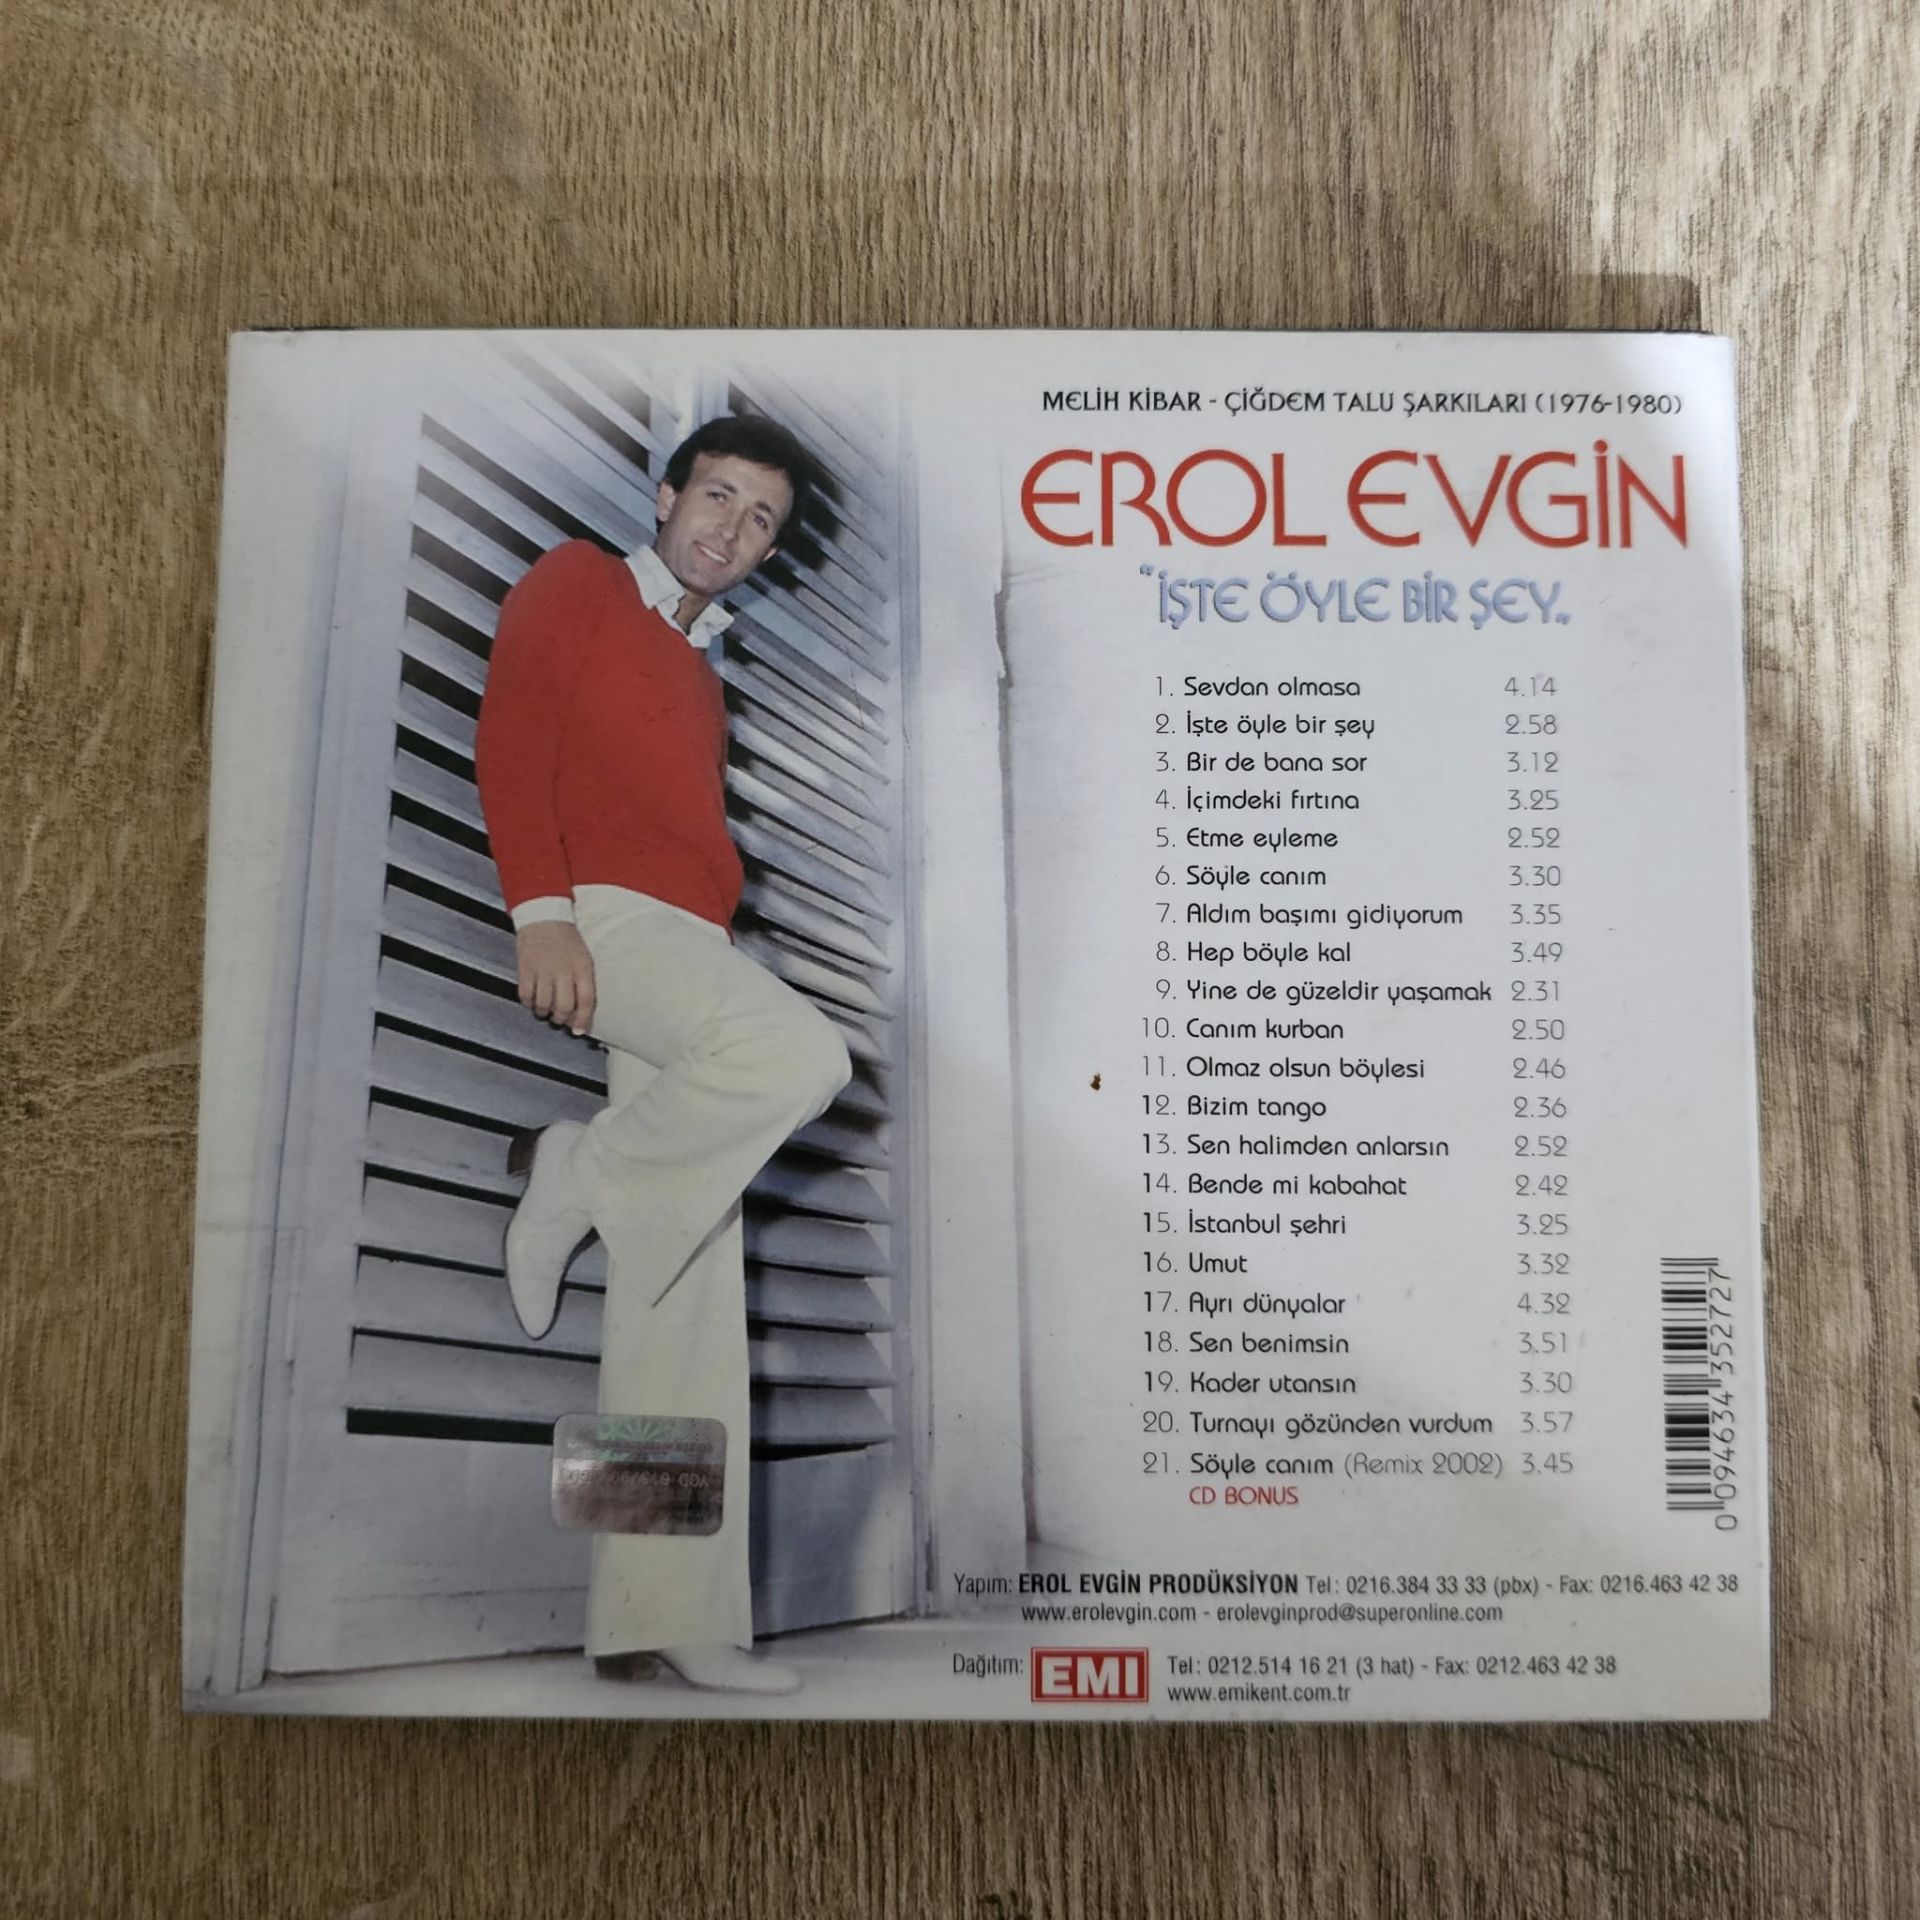 MELİH KİBAR - ÇİĞDEM TALU ŞARKILARI (1976-1980)
EROL EVGİN
"İŞTE ÖYLE BİR ŞEY.."
1. Sevdan olmasa 4.14
2. İşte öyle bir şey 2.58
3. Bir de bana sor 3.12
4. İçimdeki fırtına 3.25
5. Etme eyleme 2.52
6. Söyle canım 3.30
7. Aldım başımı gidiyorum 3.35
8. Hep böyle kal 3.49
9. Yine de güzeldir yaşamak 2.31
10. Canım kurban 2.50
11. Olmaz olsun böylesi 2.46
12. Bizim tango 2.36
13. Sen halimden anlarsın 2.52
14. Bende mi kabahat 2.42
15. İstanbul şehri 3.25
16. Umut 3.32
17. Ayrı dünyalar 4.32
18. Sen benimsin 3.51
19. Kader utansın 3.30
20. Turnayı gözünden vurdum 3.57
21. Söyle canım (Remix 2002) 3.45
CD BONUS
0 094634 352727
Yapım: EROL EVGİN PRODÜKSİYON Tel: 0216.384 33 33 (pbx) - Fax: 0216.463 42 38
www.erolevgin.com - erolevginprod@superonline.com
Dağıtım: EMI Tel: 0212.514 16 21 (3 hat) - Fax: 0212.463 42 38
www.emikent.com.tr